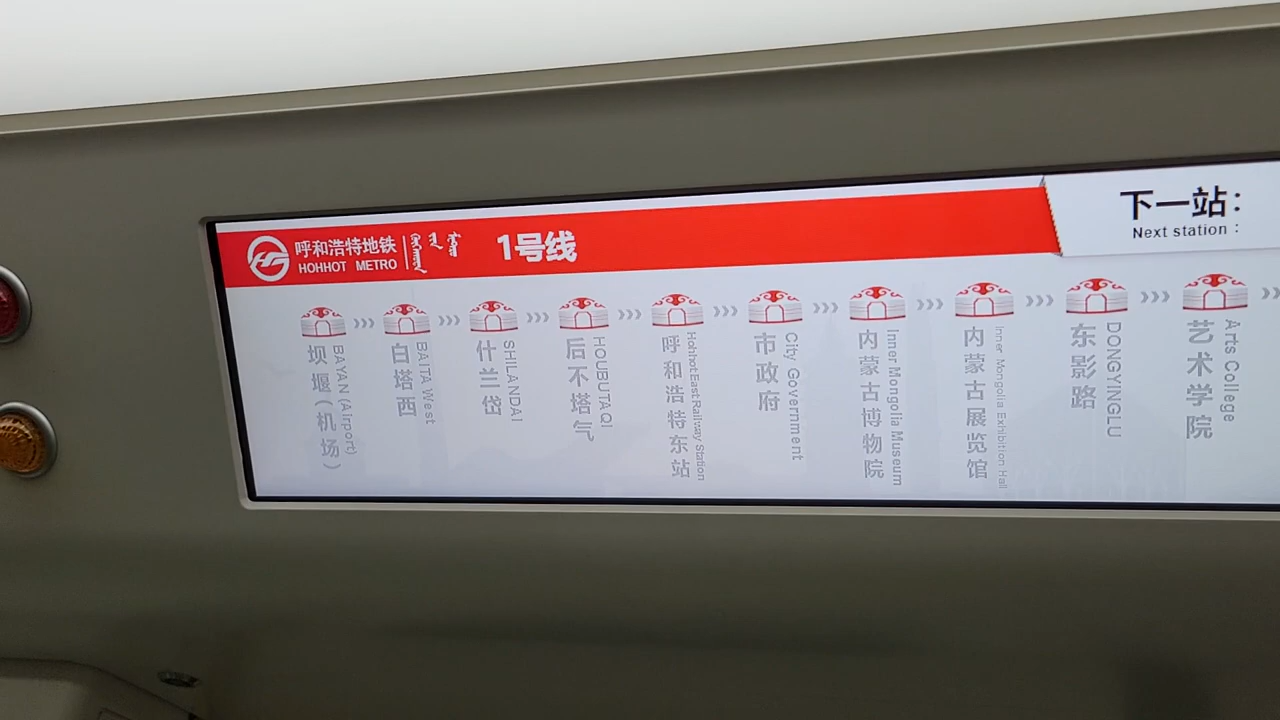 呼和浩特地铁
HOHHOT METRO
1号线
下一站：
Next station :
坝堰（机场）
BAYAN (Airport)
白塔西
BAITA West
什兰岱
SHILANDAI
后不塔气
HOUBUTAQI
呼和浩特东站
Hohhot East Railway Station
市政府
City Government
内蒙古博物院
Inner Mongolia Museum
内蒙古展览馆
Inner Mongolia Exhibition Hall
东影路
DONGYINGLU
艺术学院
Arts College